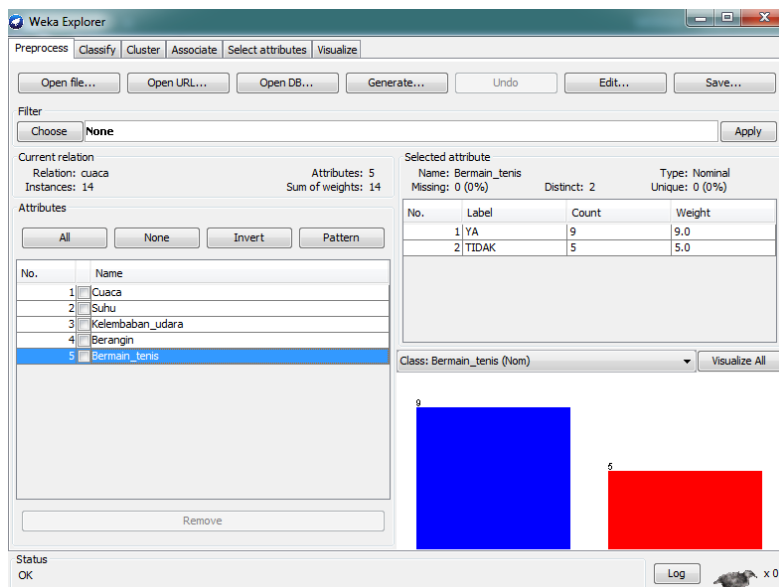 Weka Explorer
Preprocess Classify Cluster Associate Select attributes Visualize
Open file... Open URL... Open DB... Generate... Undo Edit... Save...
Filter
Choose None Apply
Current relation
Relation: cuaca Attributes: 5
Instances: 14 Sum of weights: 14
Attributes
All None Invert Pattern
No. Name
1 Cuaca
2 Suhu
3 Kelembaban_udara
4 Berangin
5 Bermain_tenis
Remove
Selected attribute
Name: Bermain_tenis Type: Nominal
Missing: 0 (0%) Distinct: 2 Unique: 0 (0%)
No. Label Count Weight
1 YA 9 9.0
2 TIDAK 5 5.0
Class: Bermain_tenis (Nom) Visualize All
9
5
Status
OK Log x 0